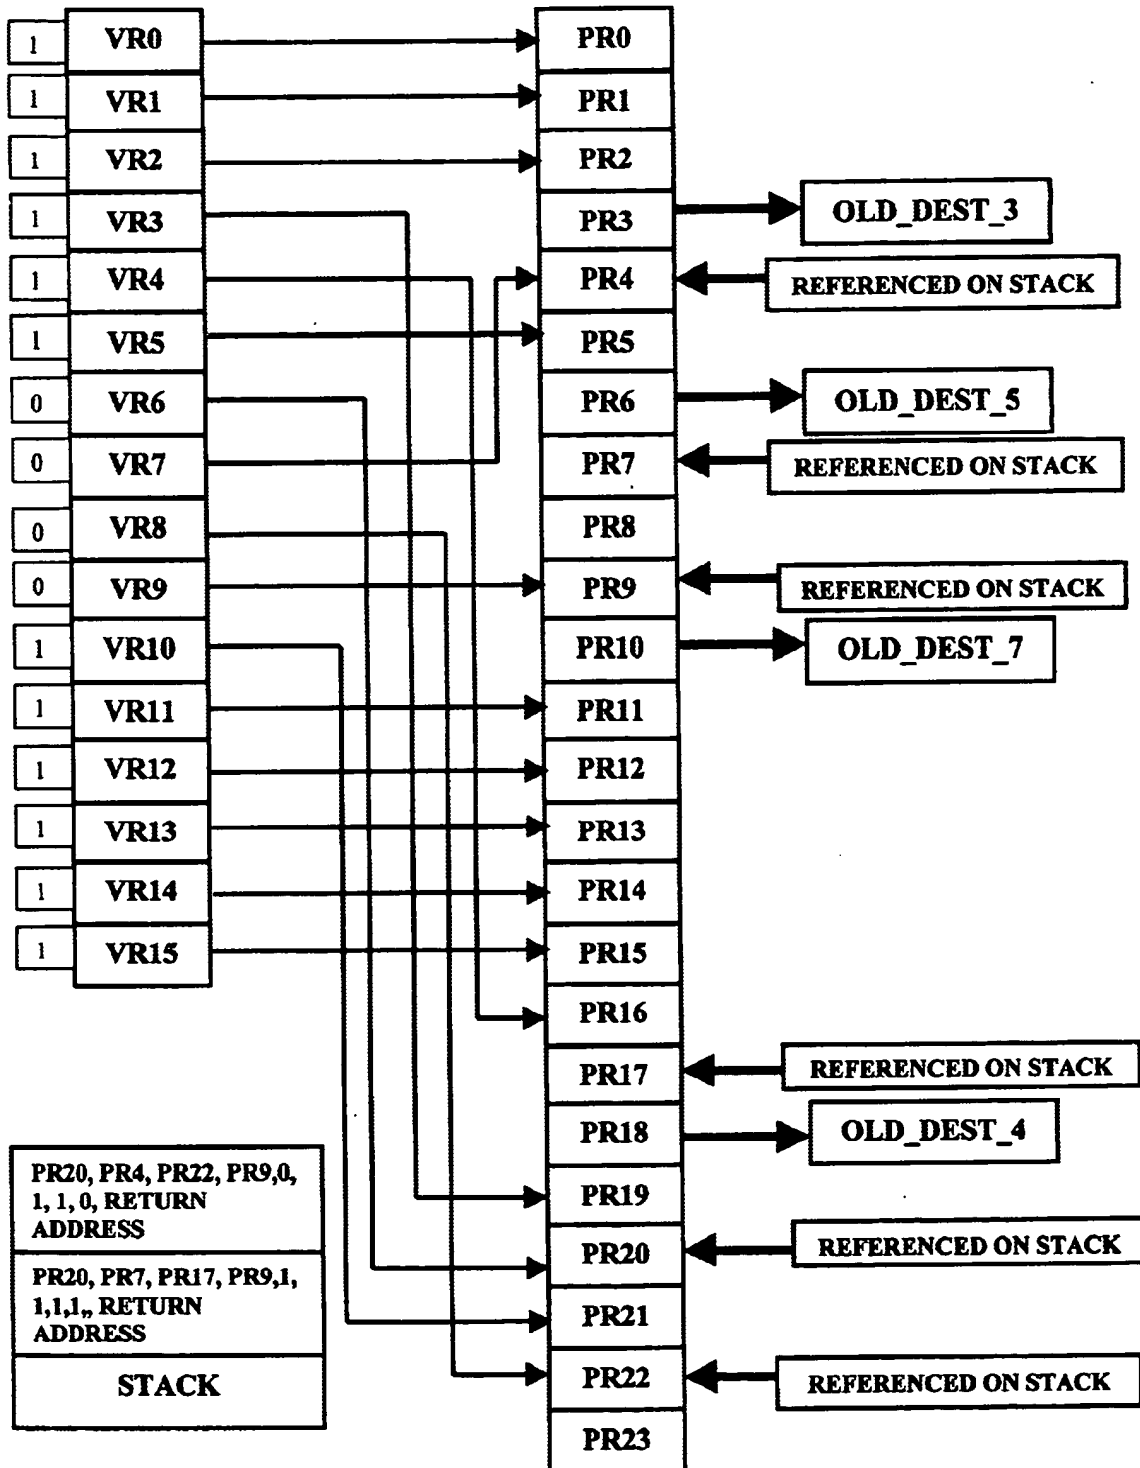 1 VR0 PR0
1 VR1 PR1
1 VR2 PR2
1 VR3 PR3 OLD_DEST_3
1 VR4 PR4 REFERENCED ON STACK
1 VR5 PR5
0 VR6 PR6 OLD_DEST_5
0 VR7 PR7 REFERENCED ON STACK
0 VR8 PR8
0 VR9 PR9 REFERENCED ON STACK
1 VR10 PR10 OLD_DEST_7
1 VR11 PR11
1 VR12 PR12
1 VR13 PR13
1 VR14 PR14
1 VR15 PR15
PR16
PR17 REFERENCED ON STACK
PR18 OLD_DEST_4
PR19
PR20 REFERENCED ON STACK
PR21
PR22 REFERENCED ON STACK
PR23
PR20, PR4, PR22, PR9,0,
1, 1, 0, RETURN
ADDRESS
PR20, PR7, PR17, PR9,1,
1,1,1,, RETURN
ADDRESS
STACK